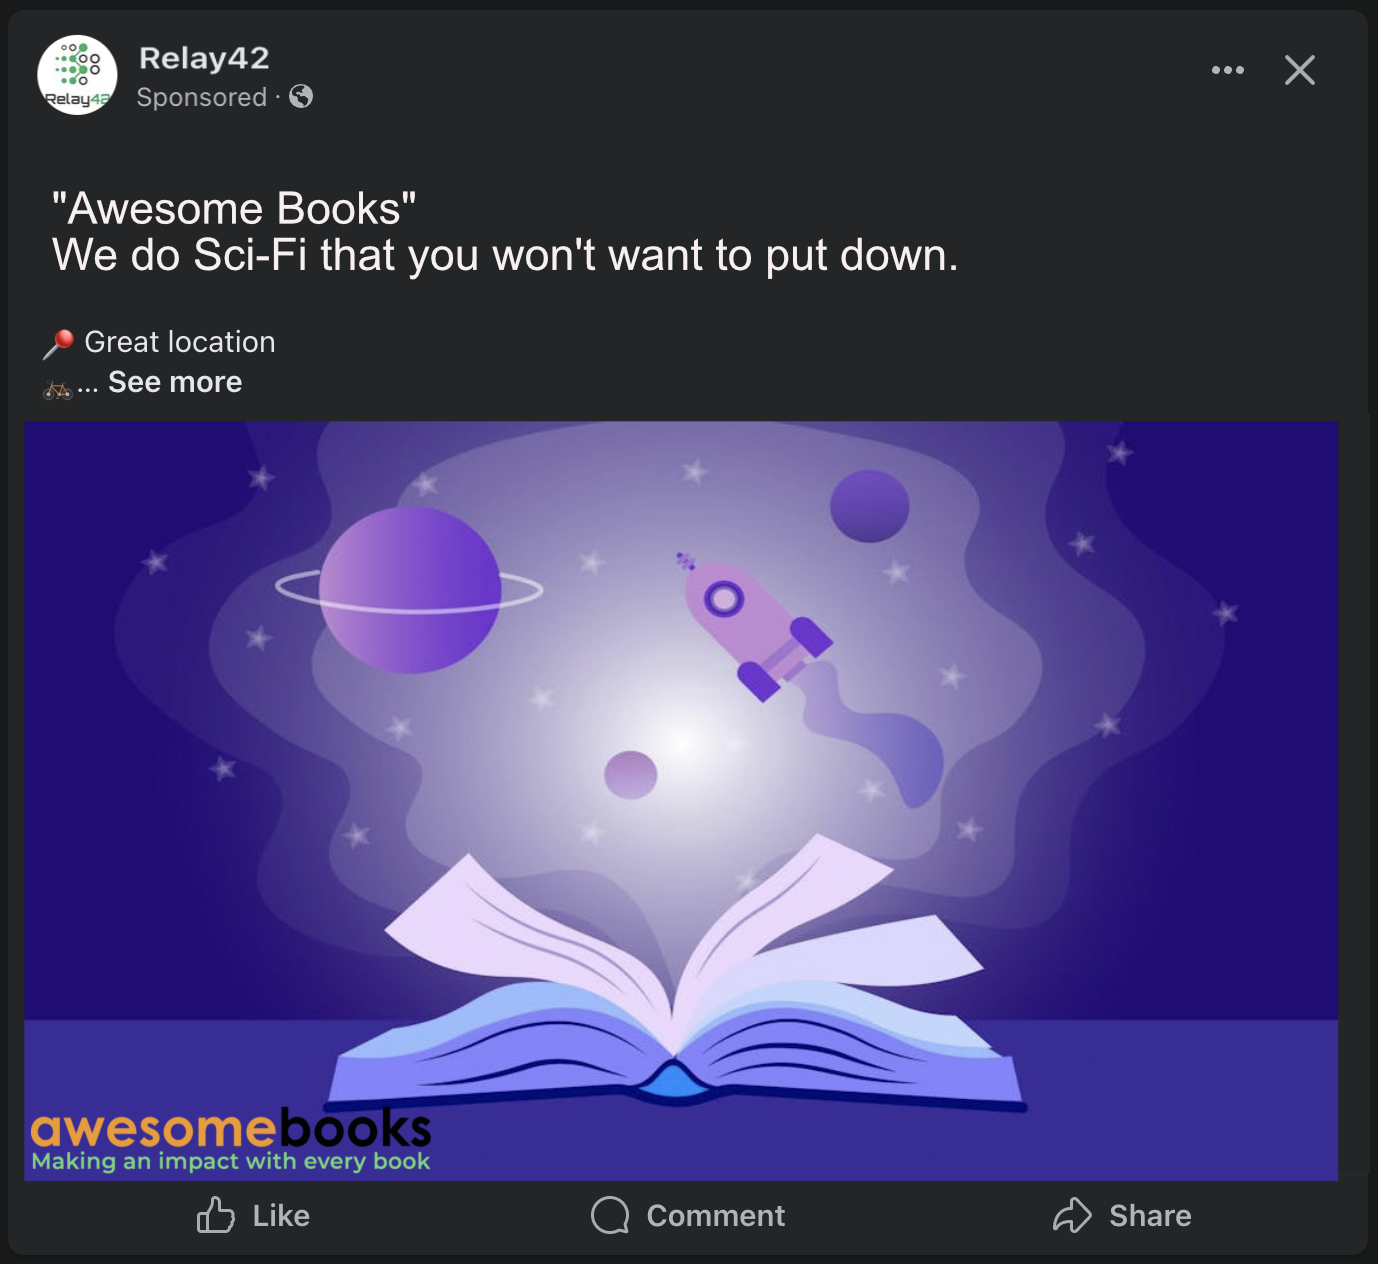 Relay42
Relay42
Sponsored ·
"Awesome Books"
We do Sci-Fi that you won't want to put down.
📍 Great location
🚲... See more
awesomebooks
Making an impact with every book
Like
Comment
Share